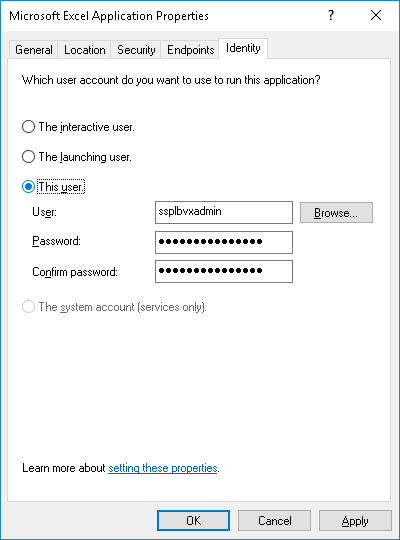 Microsoft Excel Application Properties
General Location Security Endpoints Identity
Which user account do you want to use to run this application?
The interactive user.
The launching user.
This user.
User: ssplbvxadmin Browse...
Password: ●●●●●●●●●●●●●●●
Confirm password: ●●●●●●●●●●●●●●●
The system account (services only).
Learn more about setting these properties.
OK Cancel Apply